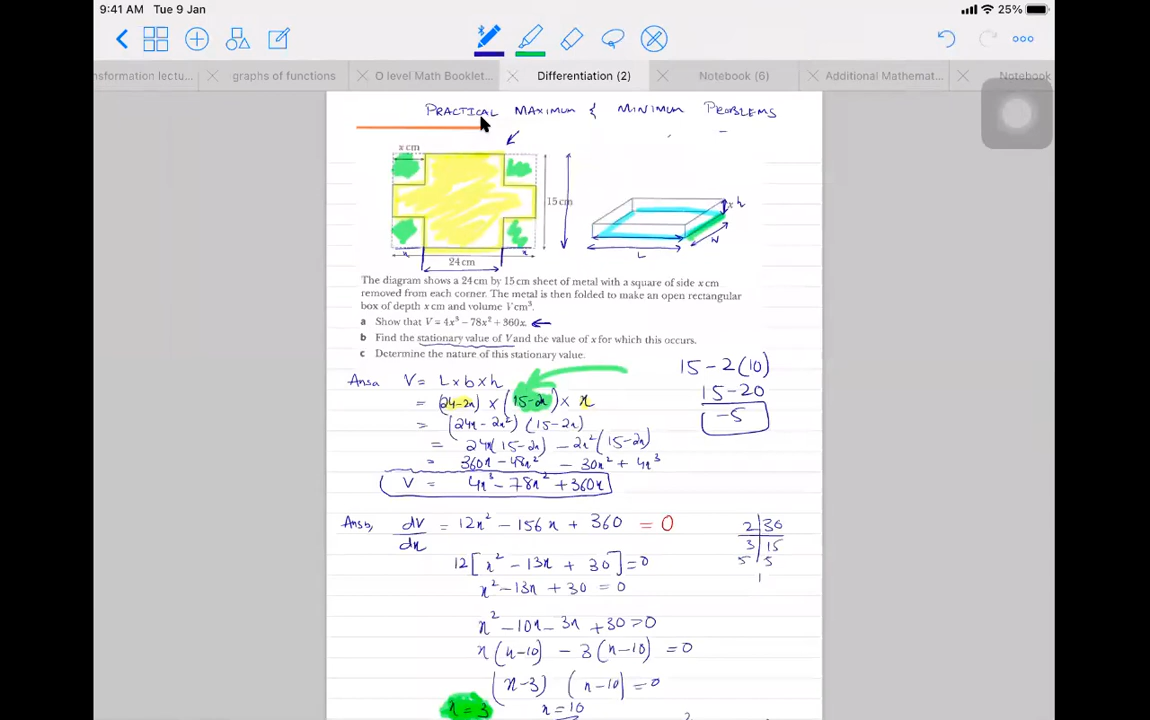 9:41 AM Tue 9 Jan
25%
nsformation lectu...
graphs of functions
O level Math Booklet...
Differentiation (2)
Notebook (6)
Additional Mathemat...
Notebook
PRACTICAL MAXIMUM & MINIMUM PROBLEMS
x cm
15 cm
x
x
24 cm
x h
W
L
The diagram shows a 24 cm by 15 cm sheet of metal with a square of side x cm
removed from each corner. The metal is then folded to make an open rectangular
box of depth x cm and volume V cm³.
a Show that V = 4x³ − 78x² + 360x.
b Find the stationary value of V and the value of x for which this occurs.
c Determine the nature of this stationary value.
15 − 2(10)
15 − 20
−5
Ansa V = L x b x h
= (24−2x) × (15−2x) × x
= (24x − 2x²) (15−2x)
= 24x(15−2x) − 2x²(15−2x)
= 360x − 48x² − 30x² + 4x³
V = 4x³ − 78x² + 360x
Ansb, dV/dx = 12x² − 156x + 360 = 0
2 30
3 15
5 5
1
12[x² − 13x + 30] = 0
x² − 13x + 30 = 0
x² − 10x − 3x + 30 = 0
x(x−10) − 3(x−10) = 0
(x−3) (x−10) = 0
x = 3 x = 10